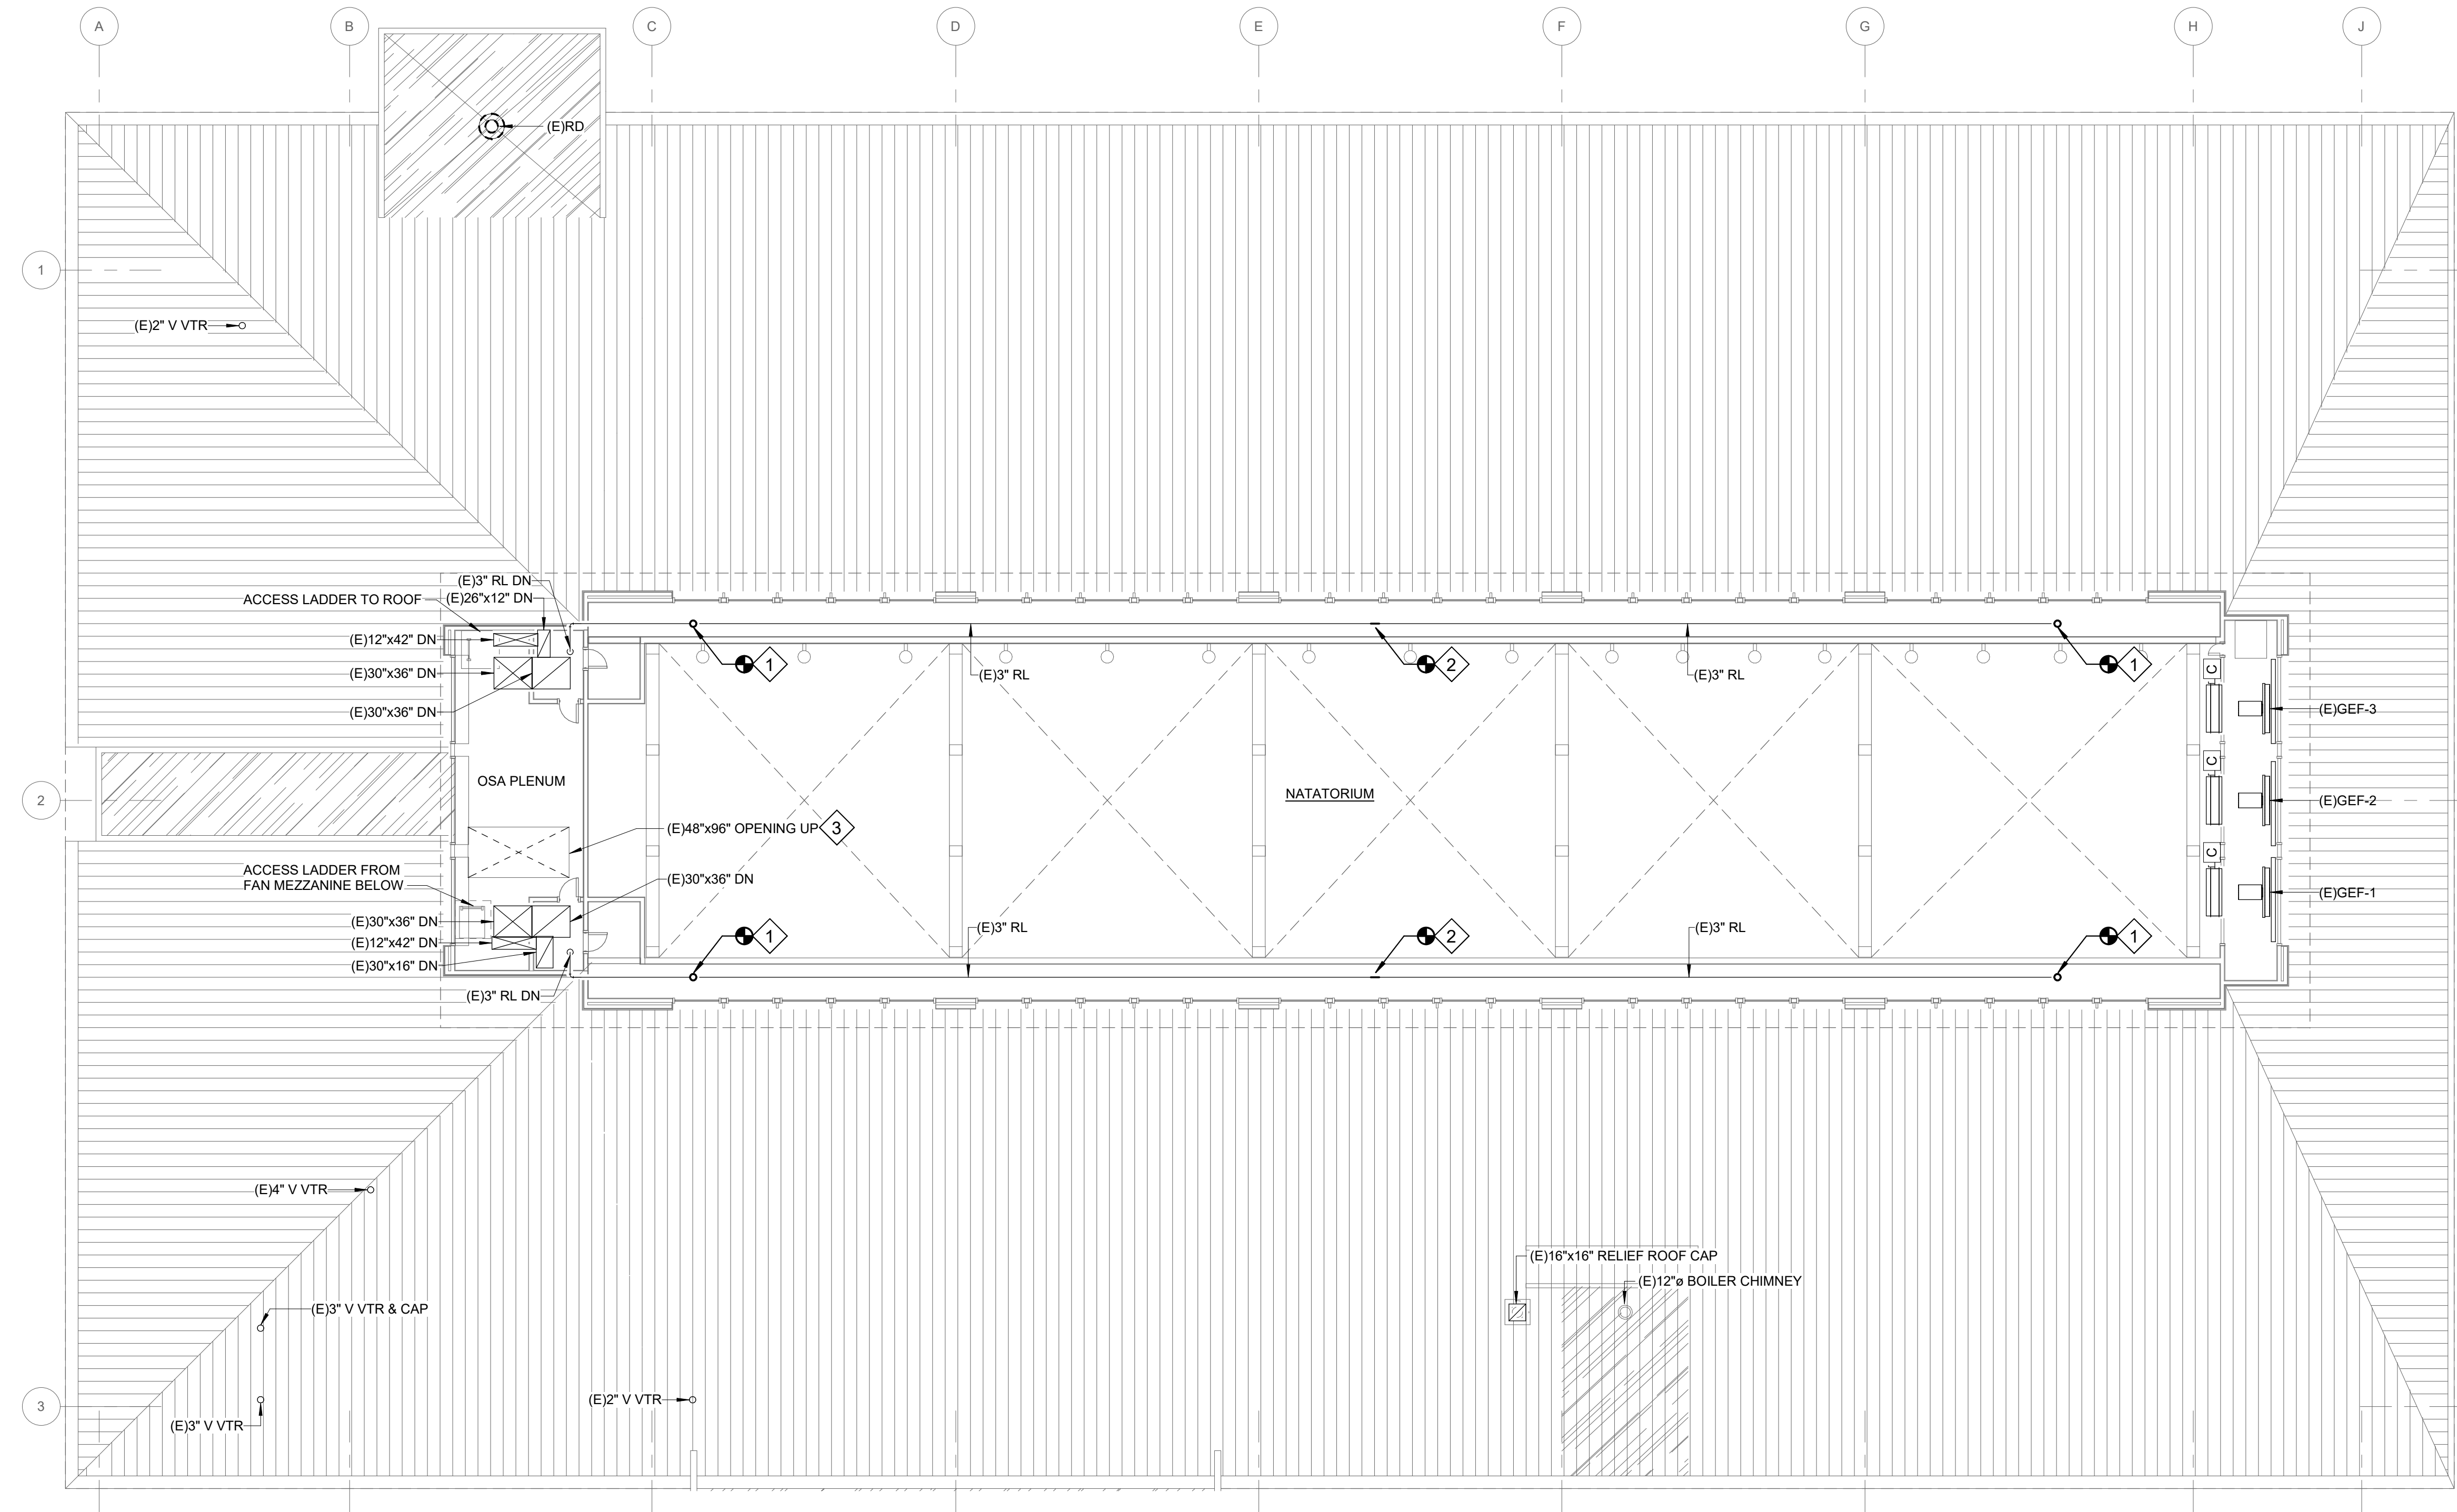 A
B
C
D
E
F
G
H
J
(E)RD
1
(E)2" V VTR
(E)3" RL DN
ACCESS LADDER TO ROOF
(E)26"x12" DN
(E)12"x42" DN
(E)30"x36" DN
(E)30"x36" DN
1
(E)3" RL
2
(E)3" RL
1
C
(E)GEF-3
OSA PLENUM
NATATORIUM
C
2
(E)GEF-2
(E)48"x96" OPENING UP
3
C
ACCESS LADDER FROM
FAN MEZZANINE BELOW
(E)30"x36" DN
(E)GEF-1
(E)30"x36" DN
(E)12"x42" DN
(E)30"x16" DN
(E)3" RL DN
1
(E)3" RL
2
(E)3" RL
1
(E)4" V VTR
(E)16"x16" RELIEF ROOF CAP
(E)12"ø BOILER CHIMNEY
(E)3" V VTR & CAP
3
(E)3" V VTR
(E)2" V VTR